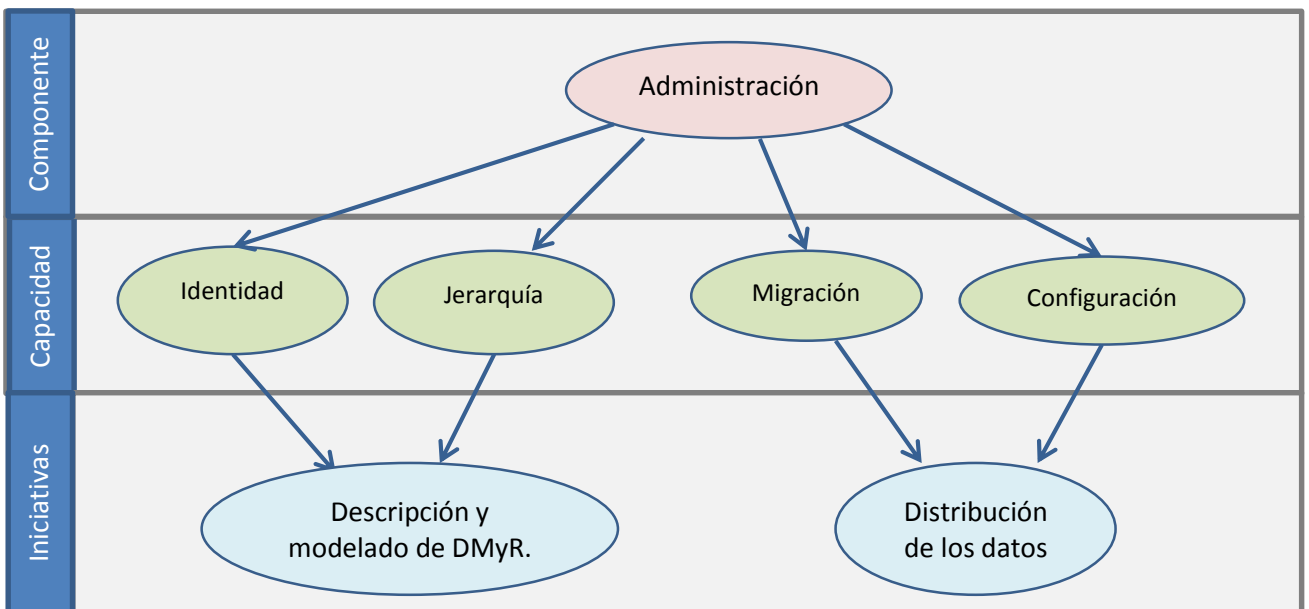 Componente
Administración
Capacidad
Identidad
Jerarquía
Migración
Configuración
Iniciativas
Descripción y
modelado de DMyR.
Distribución
de los datos